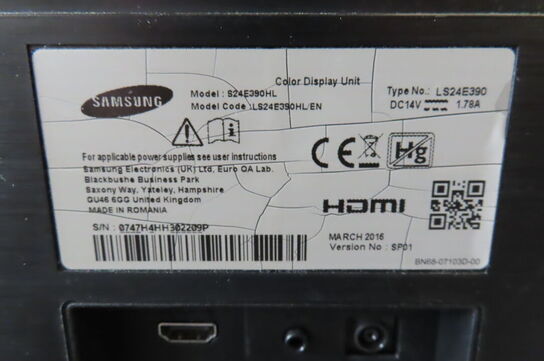 Color Display Unit
SAMSUNG
Model : S24E390HL
Model Code : LS24E390HL/EN
Type No.: LS24E390
DC14V 1.78A
For applicable power supplies see user instructions
Samsung Electronics (UK) Ltd, Euro QA Lab.
Blackbushe Business Park
Saxony Way, Yateley, Hampshire
GU46 6GG United Kingdom
MADE IN ROMANIA
S/N : 0747H4HH302209P
CE
Hg
HDMI
MARCH 2016
Version No : SP01
BN68-07103D-00